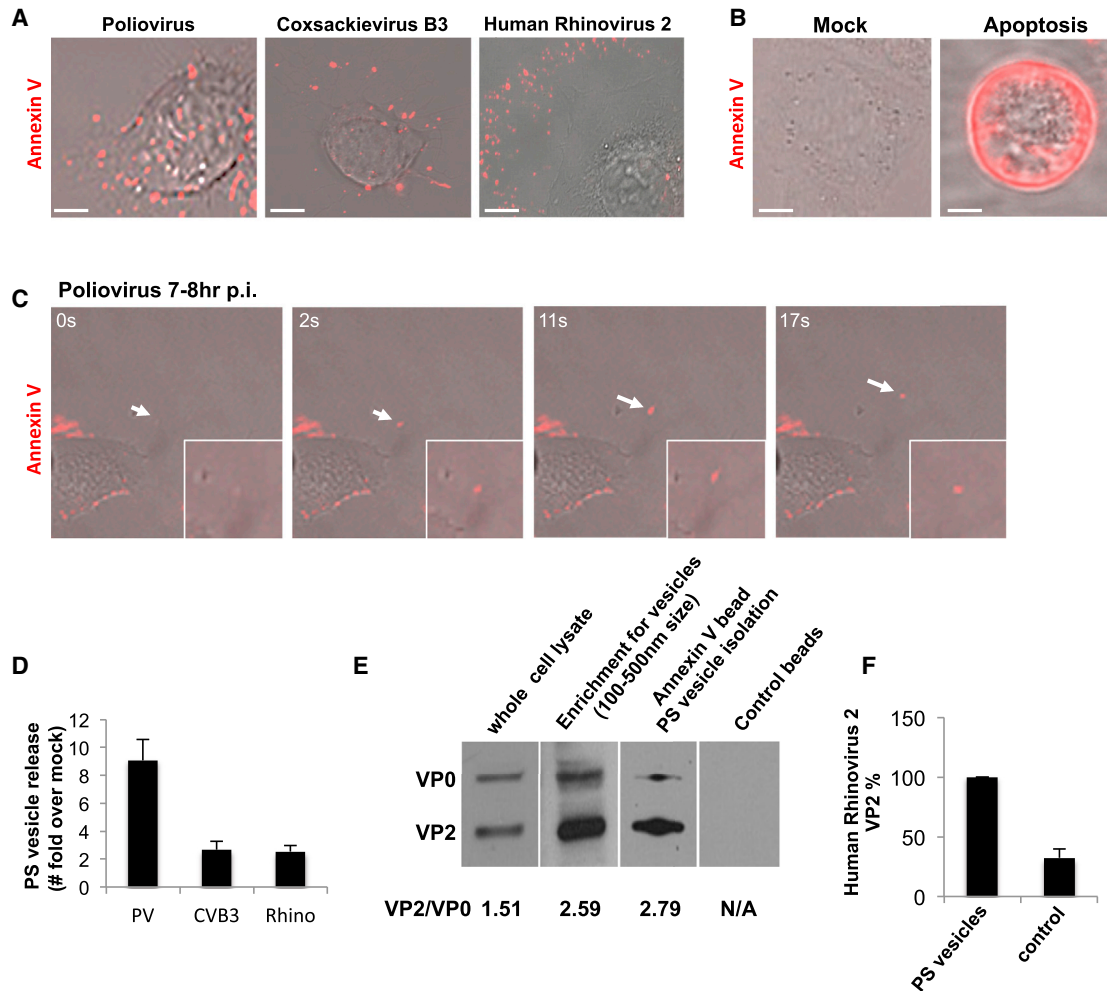 A
Poliovirus
Coxsackievirus B3
Human Rhinovirus 2
Annexin V
B
Mock
Apoptosis
Annexin V
C
Poliovirus 7-8hr p.i.
0s
2s
11s
17s
Annexin V
D
PS vesicle release
(# fold over mock)
12
10
8
6
4
2
0
PV
CVB3
Rhino
E
whole cell lysate
Enrichment for vesicles
(100-500nm size)
Annexin V bead
PS vesicle isolation
Control beads
VP0
VP2
VP2/VP0 1.51 2.59 2.79 N/A
F
Human Rhinovirus 2
VP2 %
150
100
50
0
PS vesicles
control